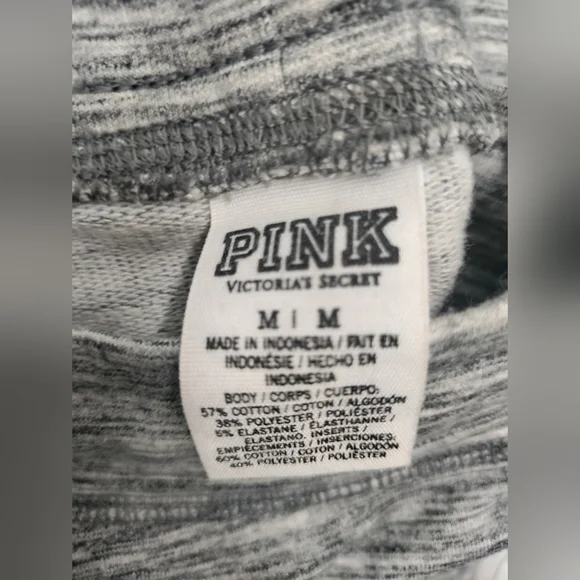 PINK
VICTORIA'S SECRET
M | M
MADE IN INDONESIA / FAIT EN
INDONÉSIE / HECHO EN
INDONESIA
BODY / CORPS / CUERPO:
57% COTTON / COTON / ALGODÓN
38% POLYESTER / POLIÉSTER
5% ELASTANE / ÉLASTHANNE /
ELASTANO. INSERTS /
EMPIÈCEMENTS / INSERCIONES:
60% COTTON / COTON / ALGODÓN
40% POLYESTER / POLIÉSTER